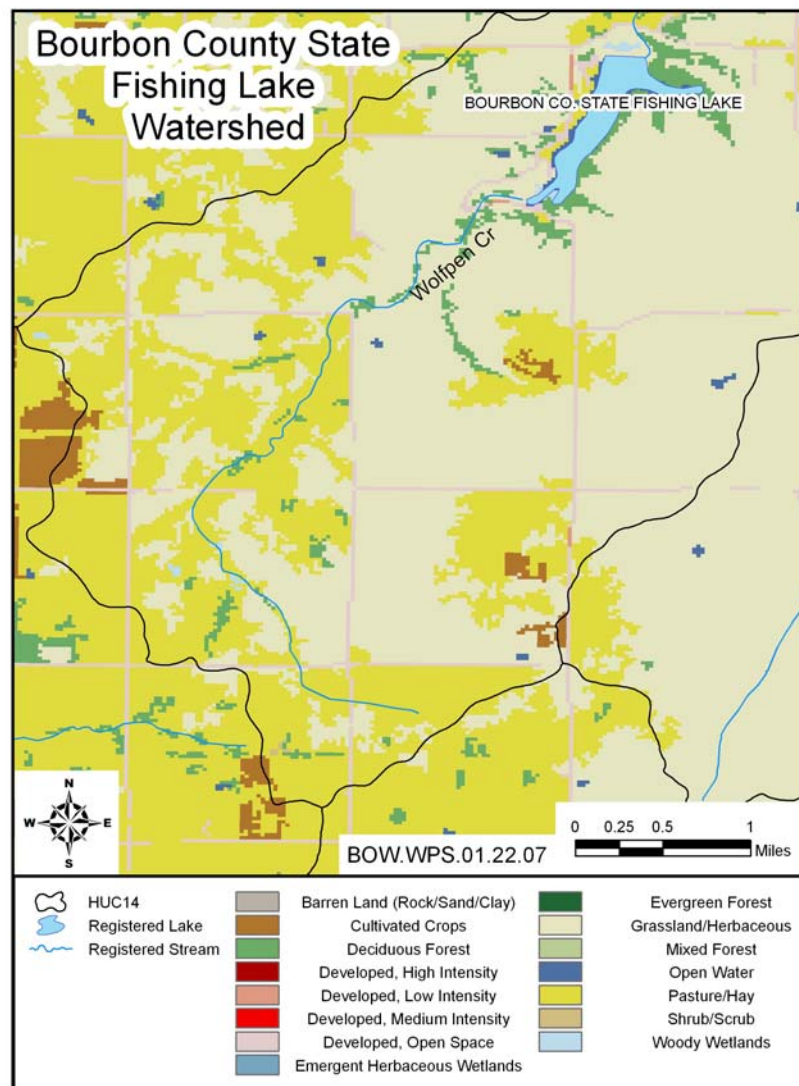 Bourbon County State
Fishing Lake
Watershed
BOURBON CO. STATE FISHING LAKE
Wolfpen Cr
N
W E
S
BOW.WPS.01.22.07
0 0.25 0.5 1
Miles
HUC14
Registered Lake
Registered Stream
Barren Land (Rock/Sand/Clay)
Cultivated Crops
Deciduous Forest
Developed, High Intensity
Developed, Low Intensity
Developed, Medium Intensity
Developed, Open Space
Emergent Herbaceous Wetlands
Evergreen Forest
Grassland/Herbaceous
Mixed Forest
Open Water
Pasture/Hay
Shrub/Scrub
Woody Wetlands